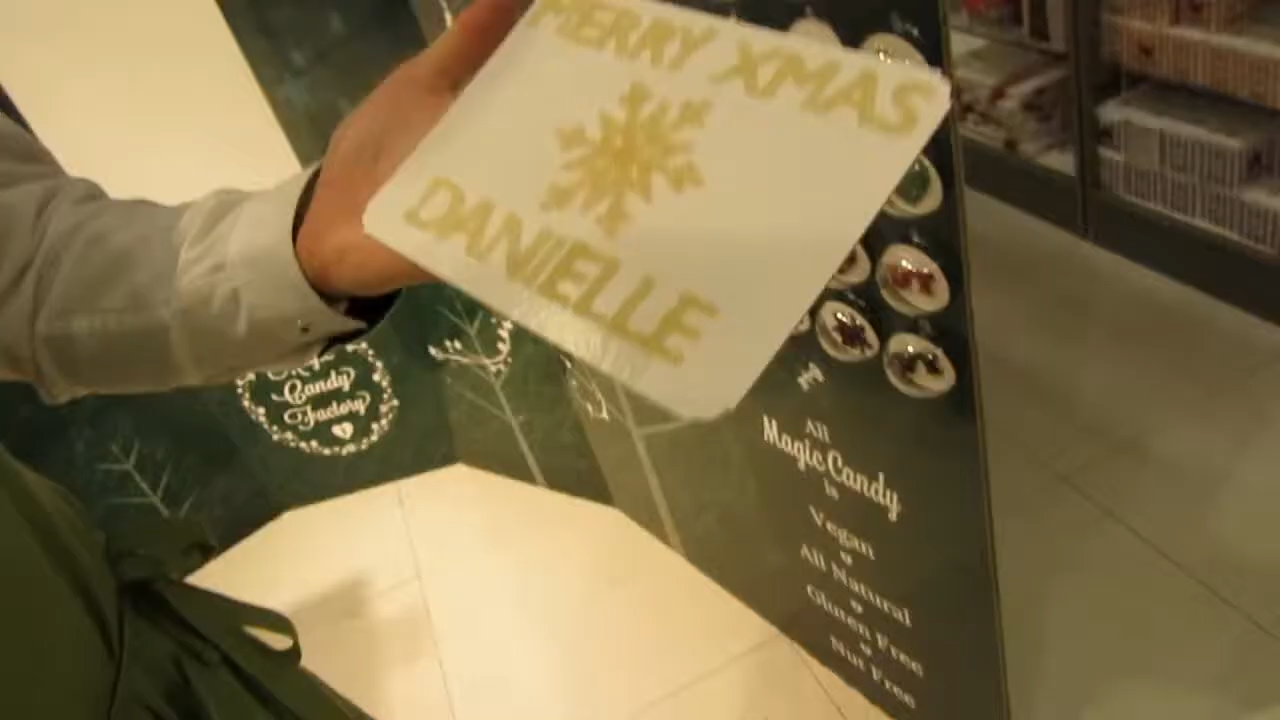 MERRY XMAS
DANIELLE
Candy
Factory
All
Magic Candy
is
Vegan
All Natural
Gluten Free
Nut Free